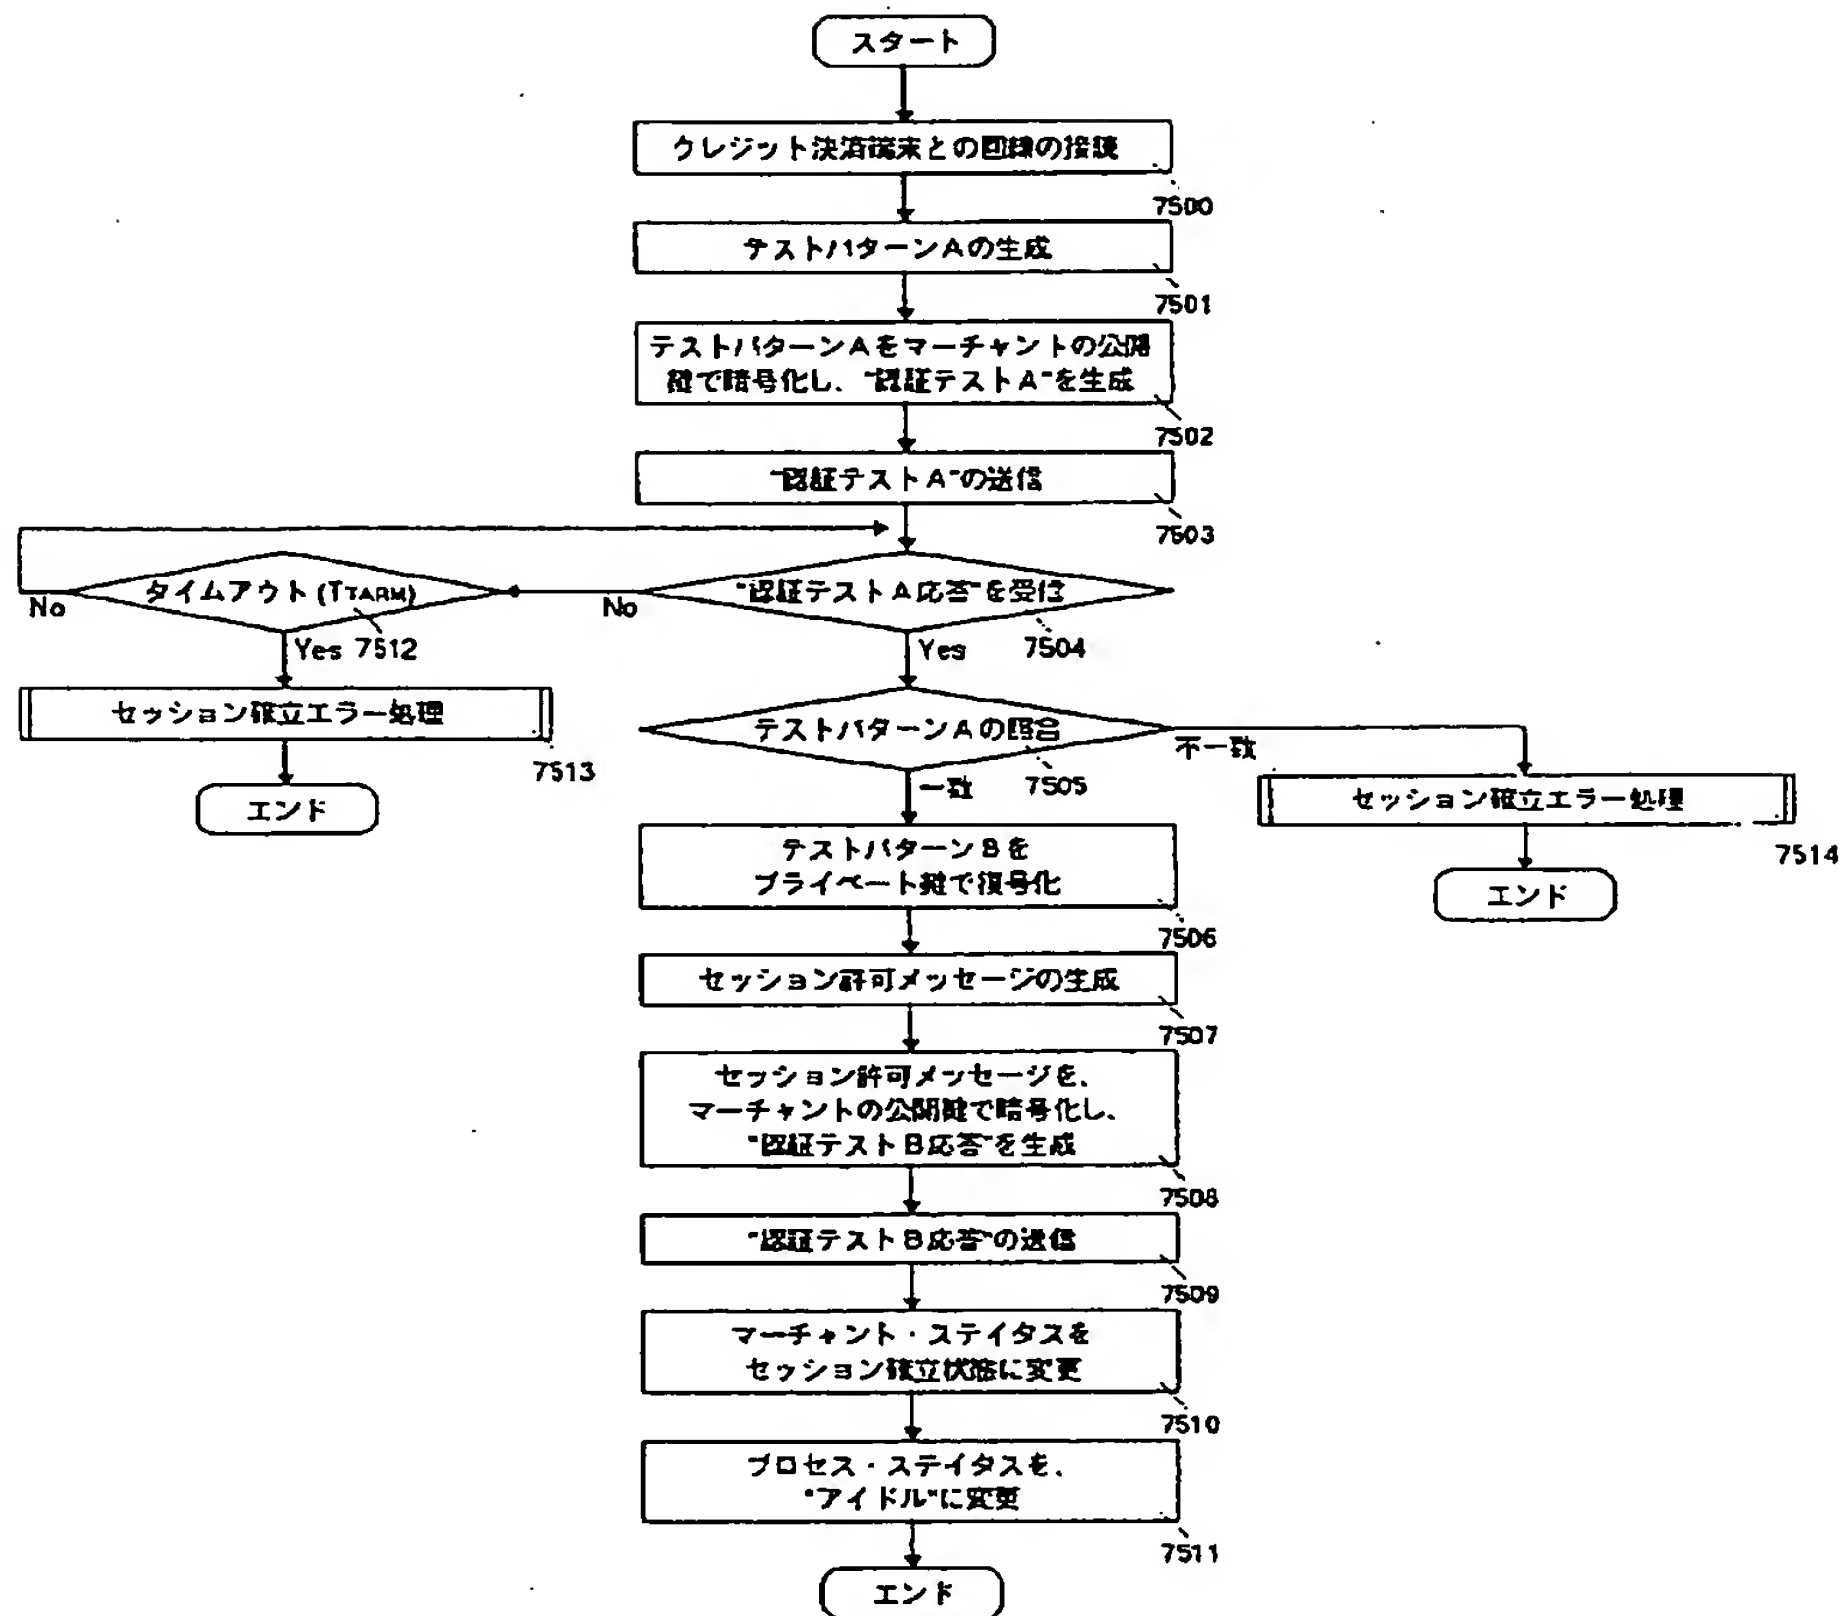 スタート
クレジット決済端末との回線の接続
7500
テストパターンAの生成
7501
テストパターンAをマーチャントの公開
鍵で暗号化し、"認証テストA"を生成
7502
"認証テストA"の送信
7503
"認証テストA応答"を受信
No
Yes
7504
タイムアウト (TTARM)
No
Yes 7512
セッション確立エラー処理
7513
エンド
テストパターンAの照合
不一致
一致
7505
セッション確立エラー処理
7514
エンド
テストパターンBを
プライベート鍵で復号化
7506
セッション許可メッセージの生成
7507
セッション許可メッセージを、
マーチャントの公開鍵で暗号化し、
"認証テストB応答"を生成
7508
"認証テストB応答"の送信
7509
マーチャント・ステイタスを
セッション確立状態に変更
7510
プロセス・ステイタスを、
"アイドル"に変更
7511
エンド